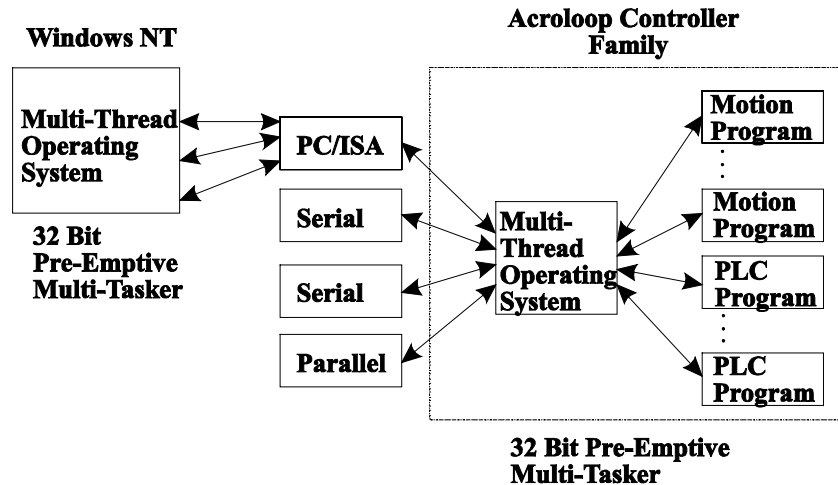 Windows NT
Multi-Thread
Operating
System
32 Bit
Pre-Emptive
Multi-Tasker
PC/ISA
Serial
Serial
Parallel
Acroloop Controller
Family
Multi-
Thread
Operating
System
Motion
Program
Motion
Program
PLC
Program
PLC
Program
32 Bit Pre-Emptive
Multi-Tasker